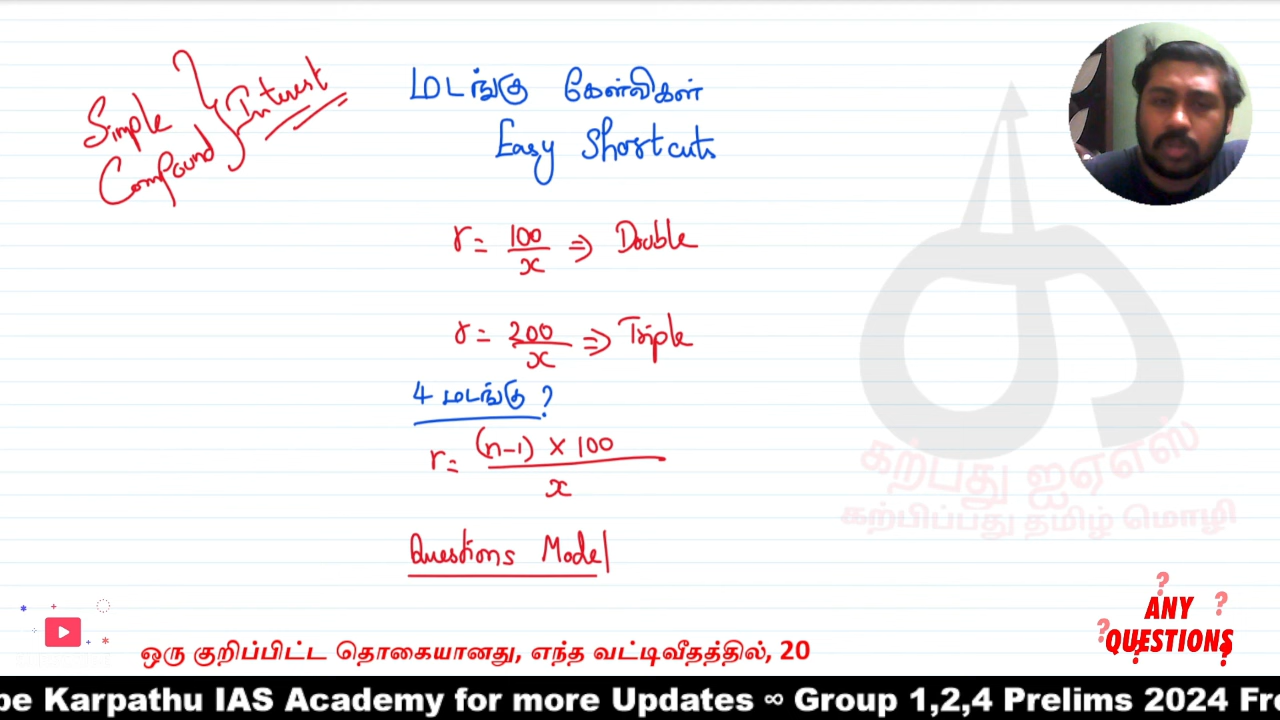 Simple
Compound } Interest
மடங்கு கேள்விகள்
Easy Shortcuts
r = 100/x ⇒ Double
r = 200/x ⇒ Triple
4 மடங்கு ?
r = (n-1) × 100 / x
Questions Model
கற்பது ஐஏஎஸ்
கற்பிப்பது தமிழ் மொழி
ANY
QUESTIONS
ஒரு குறிப்பிட்ட தொகையானது, எந்த வட்டிவீதத்தில், 20
be Karpathu IAS Academy for more Updates ∞ Group 1,2,4 Prelims 2024 Fre